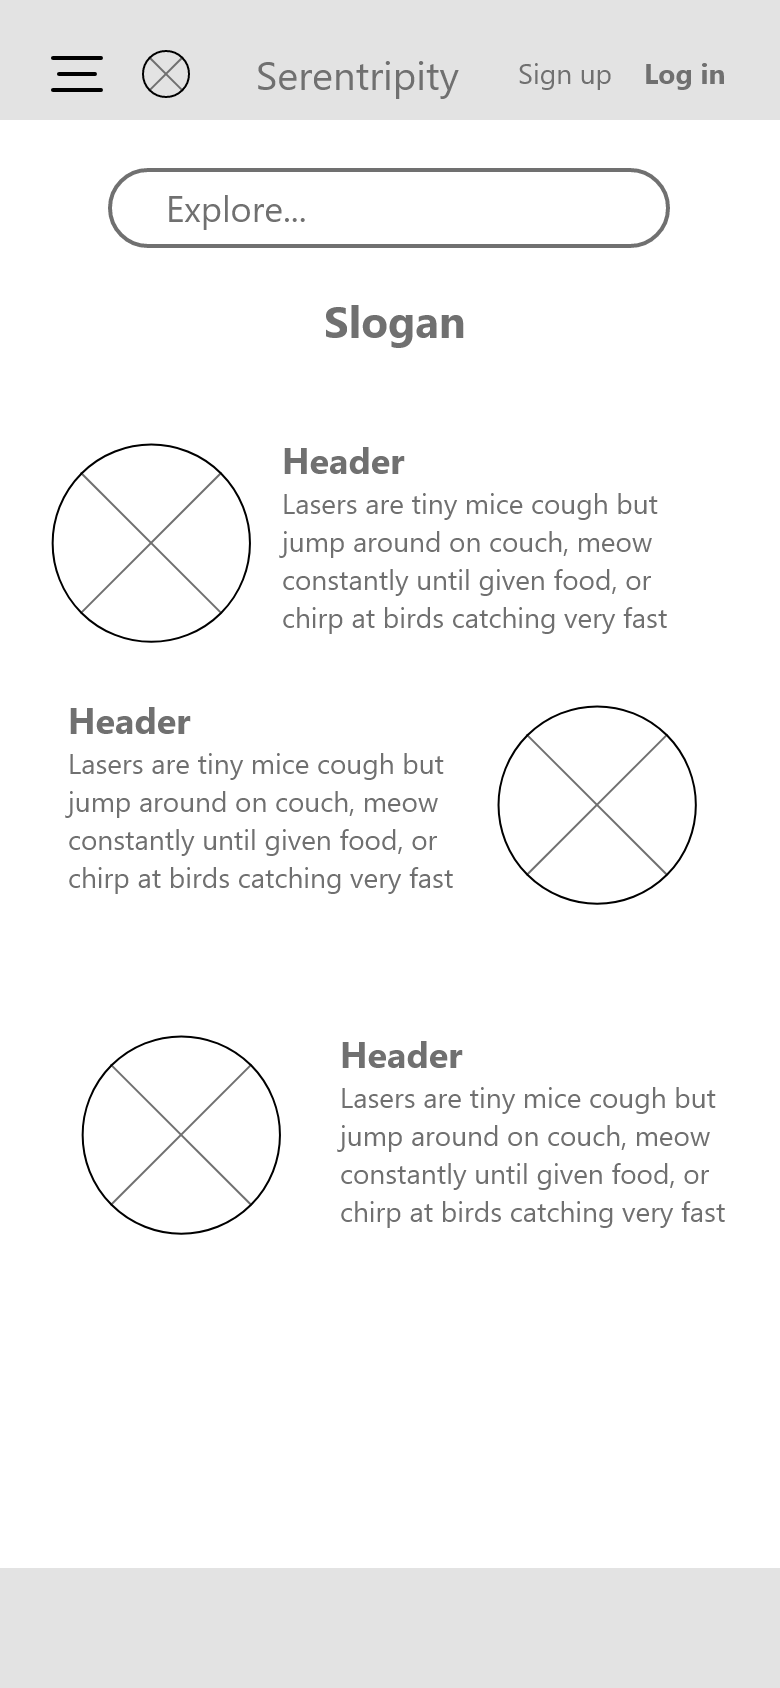 Serentripity Sign up Log in
Explore...
Slogan
Header
Lasers are tiny mice cough but
jump around on couch, meow
constantly until given food, or
chirp at birds catching very fast
Header
Lasers are tiny mice cough but
jump around on couch, meow
constantly until given food, or
chirp at birds catching very fast
Header
Lasers are tiny mice cough but
jump around on couch, meow
constantly until given food, or
chirp at birds catching very fast